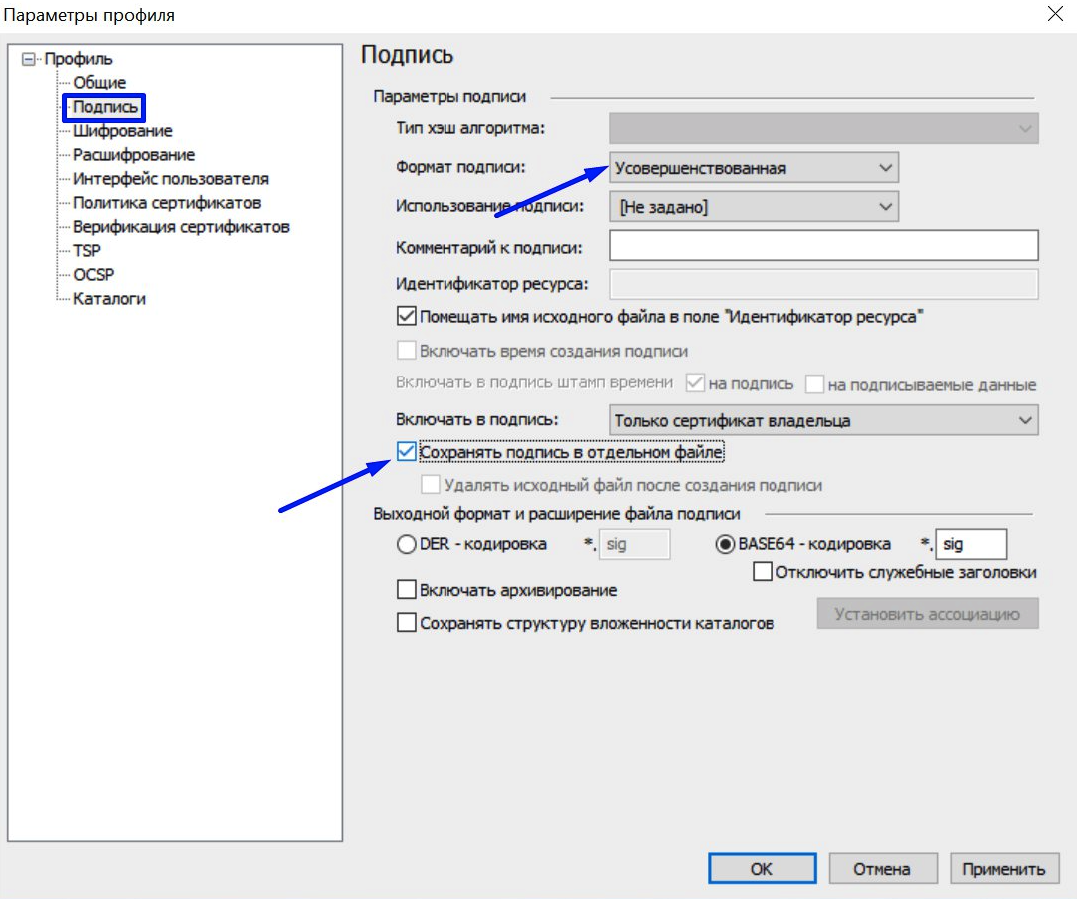 Параметры профиля
Профиль
Общие
Подпись
Шифрование
Расшифрование
Интерфейс пользователя
Политика сертификатов
Верификация сертификатов
TSP
OCSP
Каталоги
Подпись
Параметры подписи
Тип хэш алгоритма:
Формат подписи: Усовершенствованная
Использование подписи: [Не задано]
Комментарий к подписи:
Идентификатор ресурса:
Помещать имя исходного файла в поле "Идентификатор ресурса"
Включать время создания подписи
Включать в подпись штамп времени на подпись на подписываемые данные
Включать в подпись: Только сертификат владельца
Сохранять подпись в отдельном файле
Удалять исходный файл после создания подписи
Выходной формат и расширение файла подписи
DER - кодировка *. sig BASE64 - кодировка *. sig
Отключить служебные заголовки
Включать архивирование
Сохранять структуру вложенности каталогов Установить ассоциацию
OK Отмена Применить